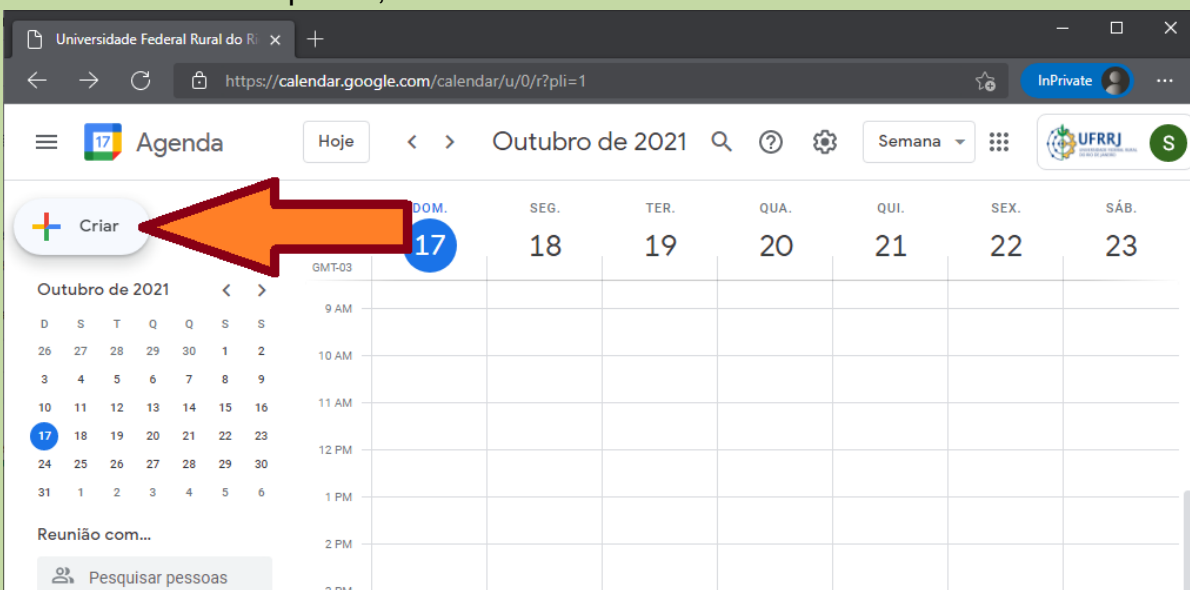 Universidade Federal Rural do Ri
https://calendar.google.com/calendar/u/0/r?pli=1
InPrivate
17
Agenda
Hoje
Outubro de 2021
Semana
UFRRJ
S
Criar
DOM. SEG. TER. QUA. QUI. SEX. SÁB.
17 18 19 20 21 22 23
GMT-03
Outubro de 2021
D S T Q Q S S
26 27 28 29 30 1 2
3 4 5 6 7 8 9
10 11 12 13 14 15 16
17 18 19 20 21 22 23
24 25 26 27 28 29 30
31 1 2 3 4 5 6
Reunião com...
Pesquisar pessoas
9 AM
10 AM
11 AM
12 PM
1 PM
2 PM